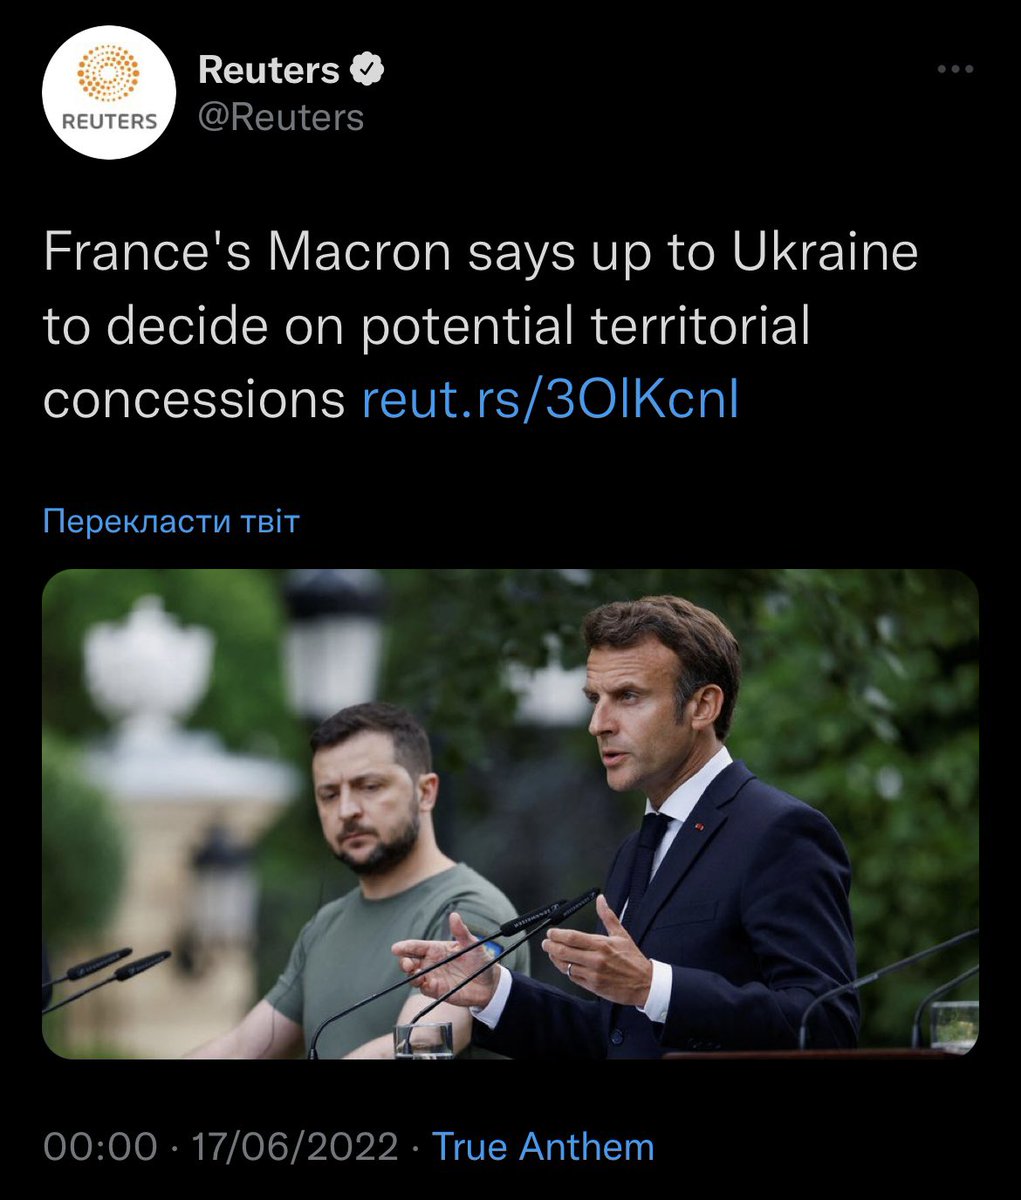 Reuters
@Reuters
REUTERS
France's Macron says up to Ukraine
to decide on potential territorial
concessions reut.rs/3OlKcnI
Перекласти твіт
00:00 · 17/06/2022 · True Anthem